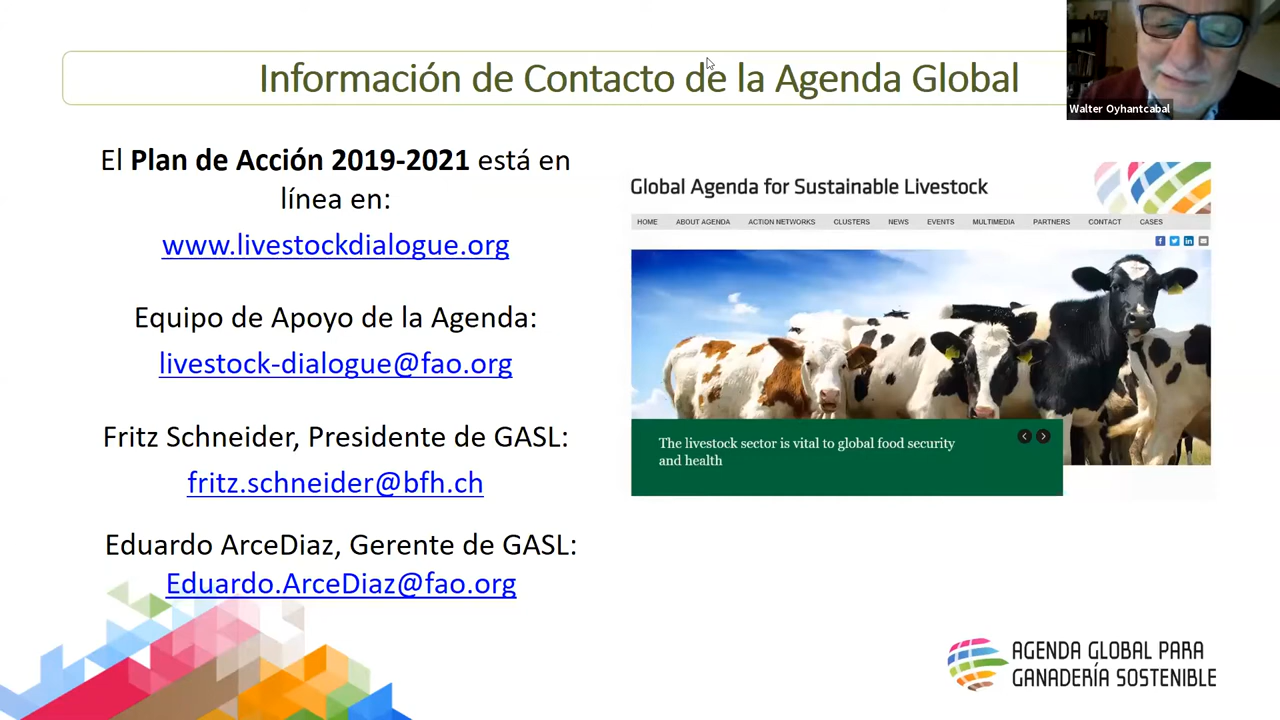 Información de Contacto de la Agenda Global
Walter Oyhantcabal
El Plan de Acción 2019-2021 está en
línea en:
www.livestockdialogue.org
Equipo de Apoyo de la Agenda:
livestock-dialogue@fao.org
Fritz Schneider, Presidente de GASL:
fritz.schneider@bfh.ch
Eduardo ArceDiaz, Gerente de GASL:
Eduardo.ArceDiaz@fao.org
Global Agenda for Sustainable Livestock
HOME ABOUT AGENDA ACTION NETWORKS CLUSTERS NEWS EVENTS MULTIMEDIA PARTNERS CONTACT CASES
The livestock sector is vital to global food security
and health
AGENDA GLOBAL PARA
GANADERÍA SOSTENIBLE